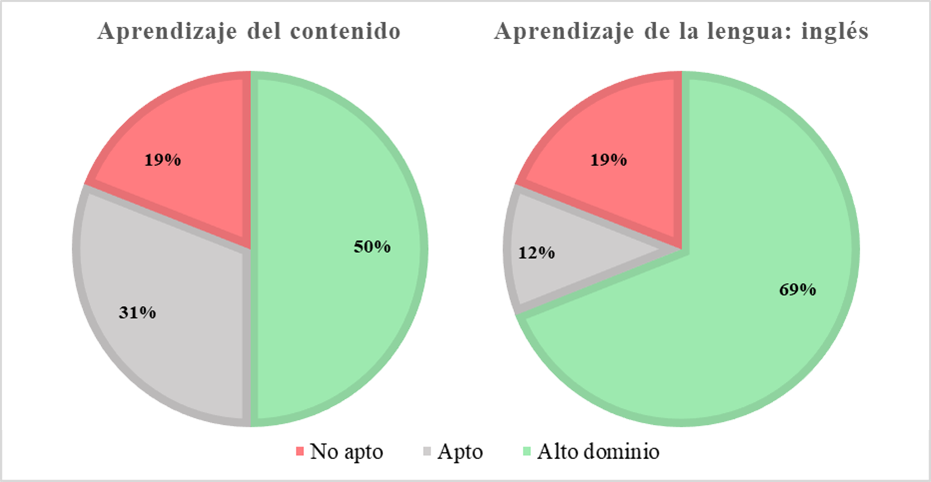 Aprendizaje del contenido
19%
50%
31%
Aprendizaje de la lengua: inglés
19%
12%
69%
No apto
Apto
Alto dominio